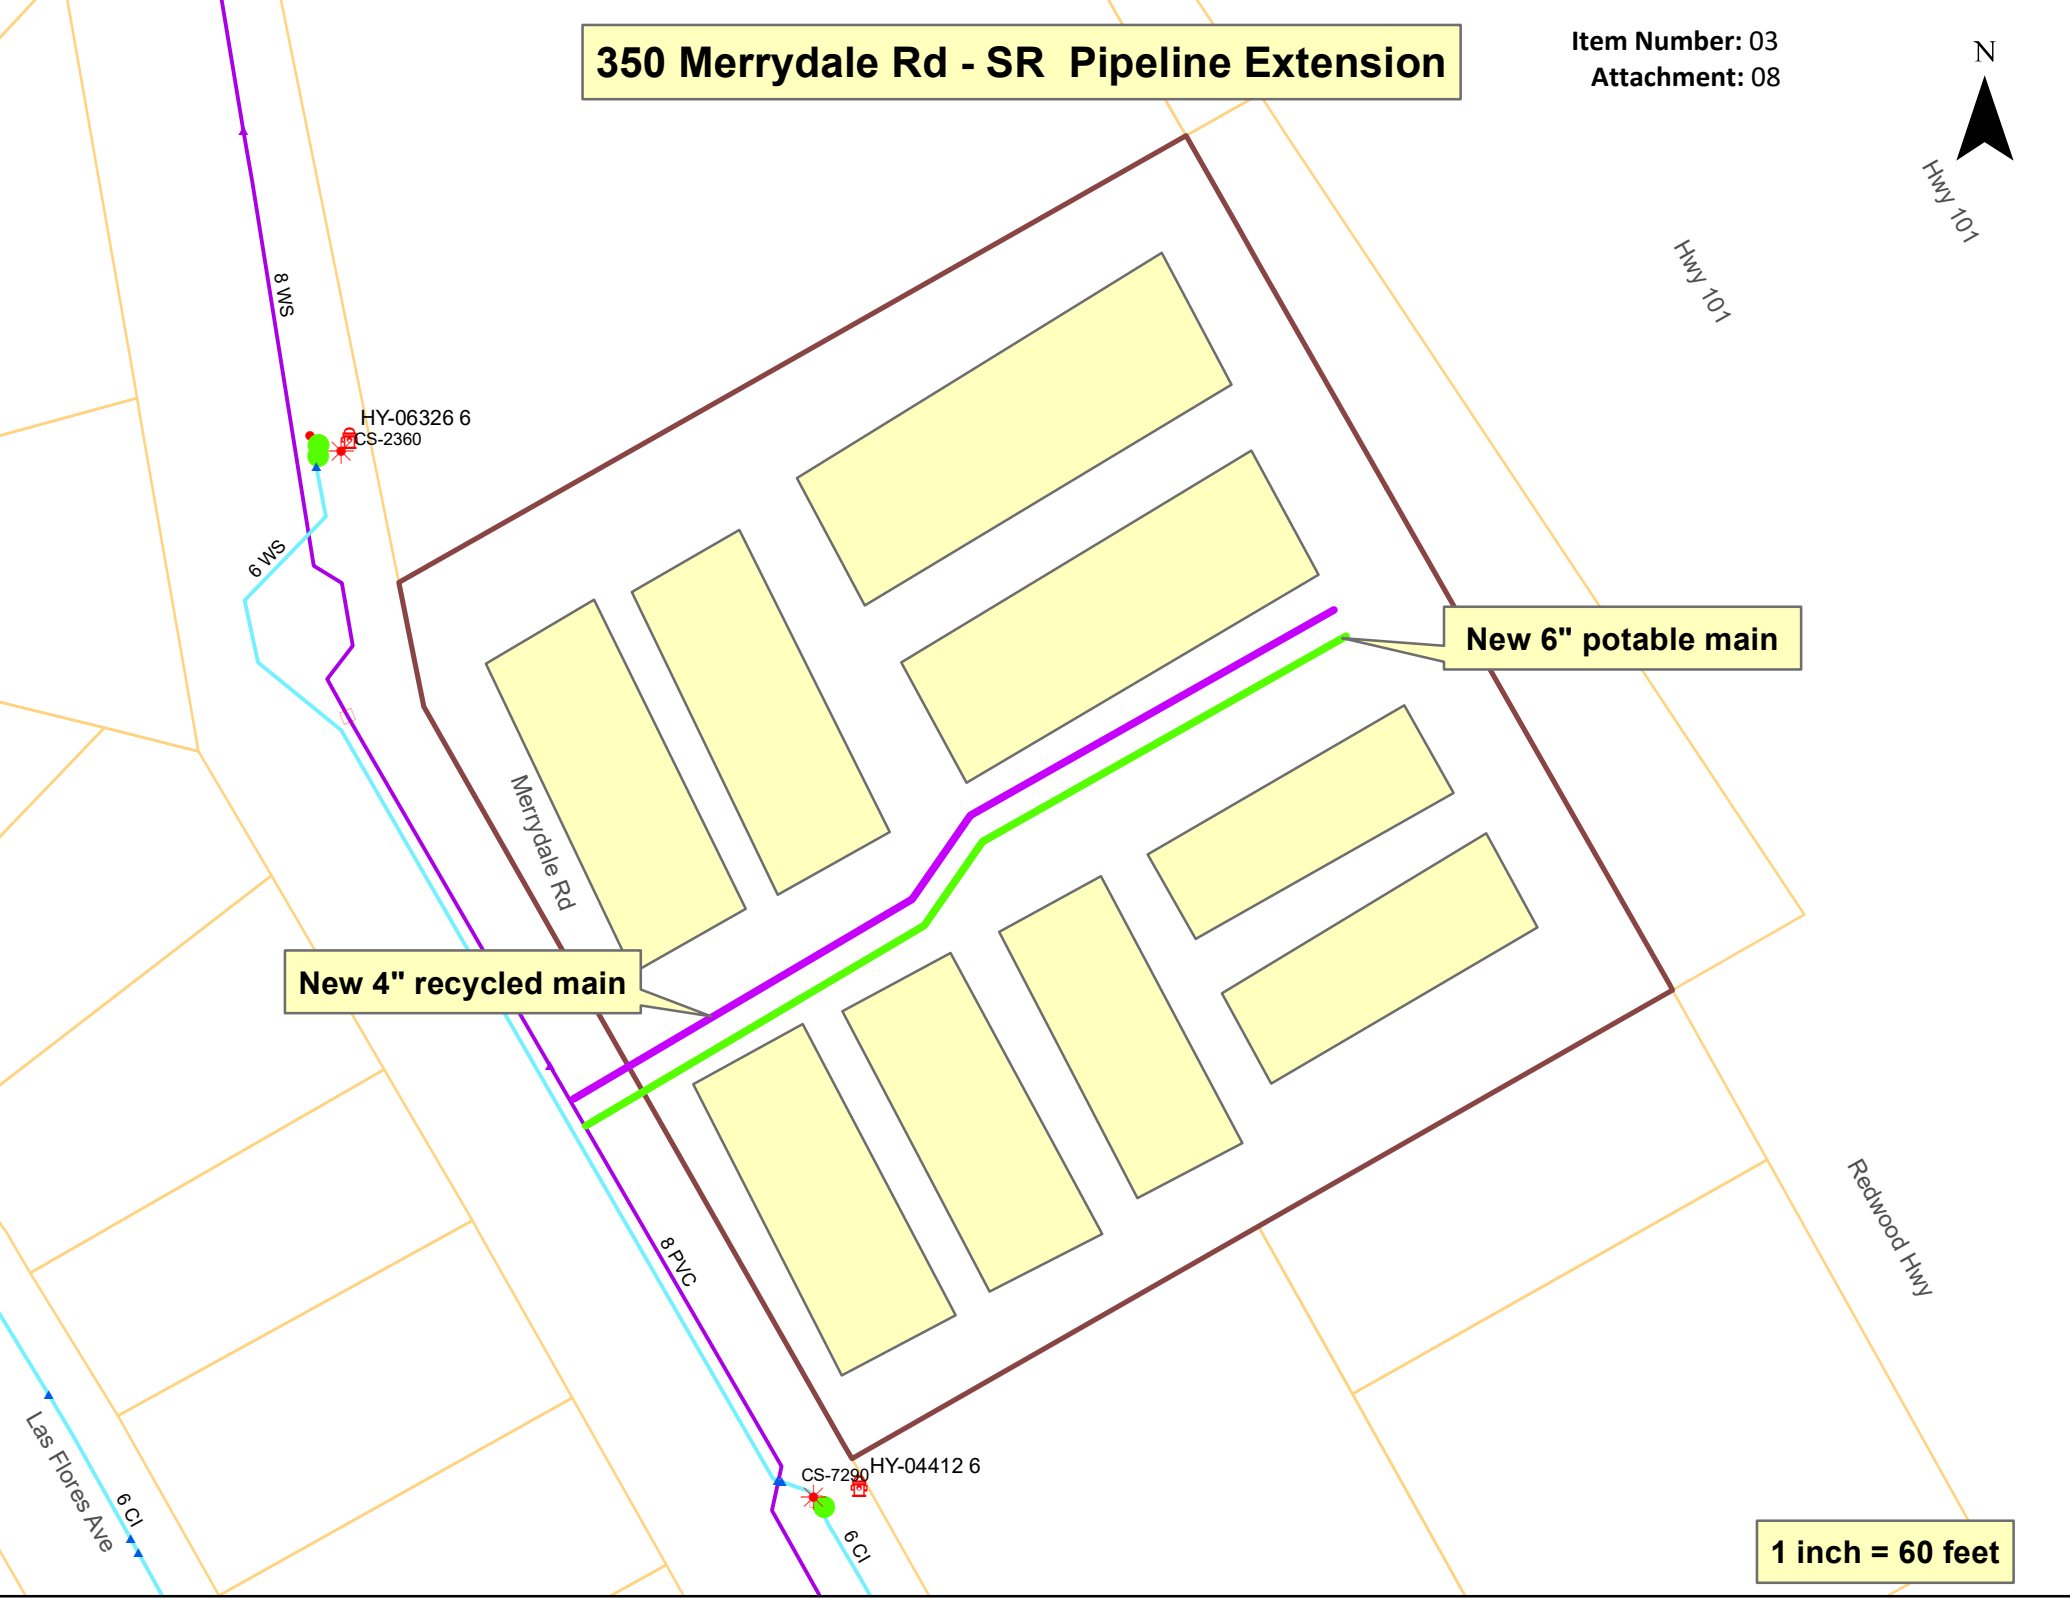 350 Merrydale Rd - SR  Pipeline Extension
Item Number: 03
Attachment: 08
N
Hwy 101
Hwy 101
8 WS
HY-06326 6
CS-2360
6 WS
New 6" potable main
Merrydale Rd
New 4" recycled main
8 PVC
Redwood Hwy
Las Flores Ave
6 CI
CS-7290
HY-04412 6
6 CI
1 inch = 60 feet